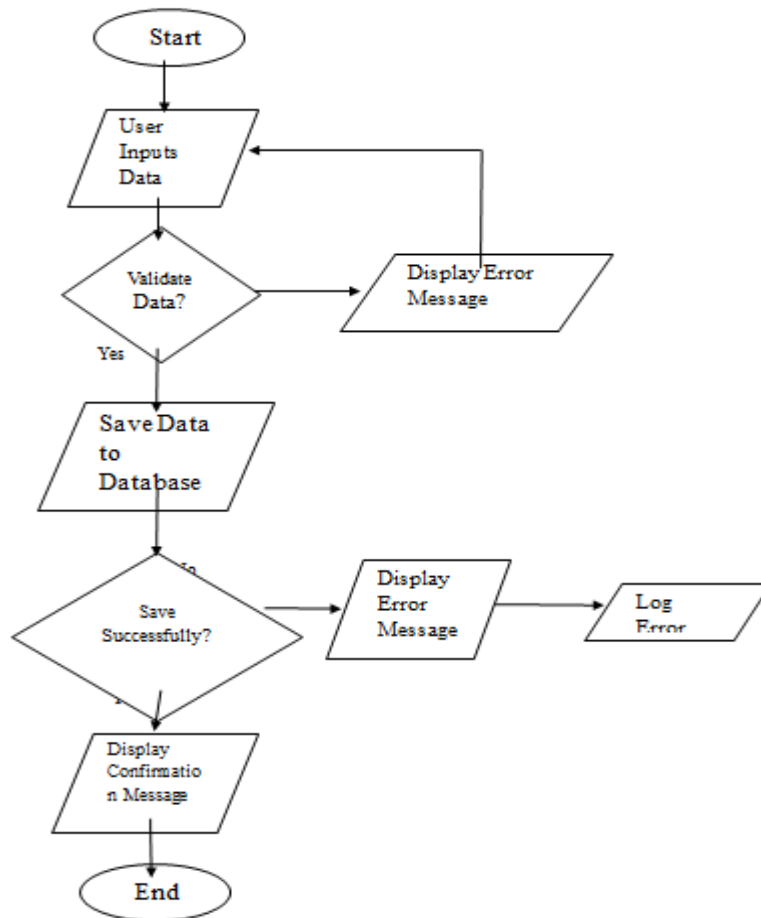 Start
User
Inputs
Data
Validate
Data?
Display Error
Message
Yes
Save Data
to
Database
Save
Successfully?
Display
Error
Message
Log
Error
Display
Confirmatio
n Message
End